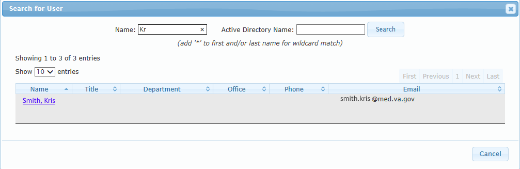 Search for User
Name: Kr Active Directory Name: Search
(add '*' to first and/or last name for wildcard match)
Showing 1 to 3 of 3 entries
Show 10 entries
First Previous 1 Next Last
Name Title Department Office Phone Email
Smith, Kris smith.kris@med.va.gov
Cancel